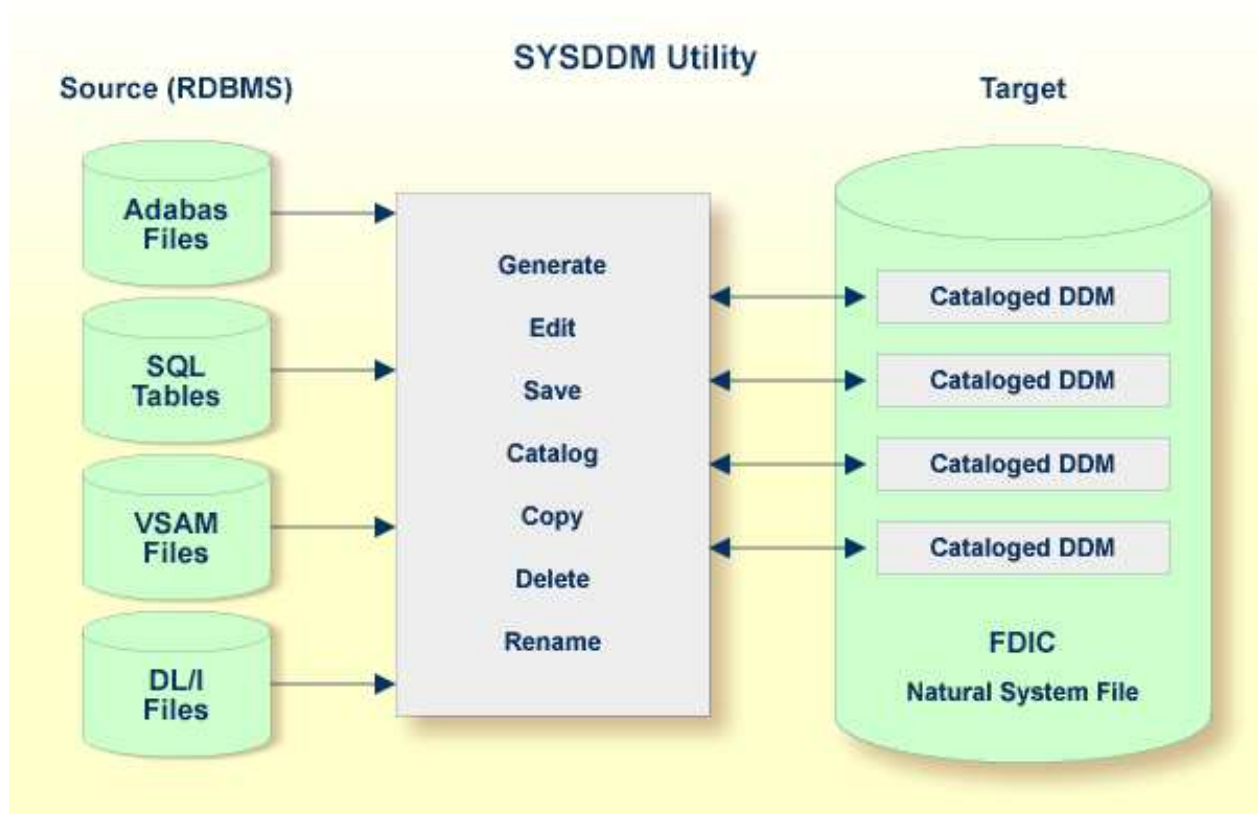 SYSDDM Utility
Source (RDBMS)
Target
Adabas
Files
SQL
Tables
VSAM
Files
DL/I
Files
Generate
Edit
Save
Catalog
Copy
Delete
Rename
Cataloged DDM
Cataloged DDM
Cataloged DDM
Cataloged DDM
FDIC
Natural System File